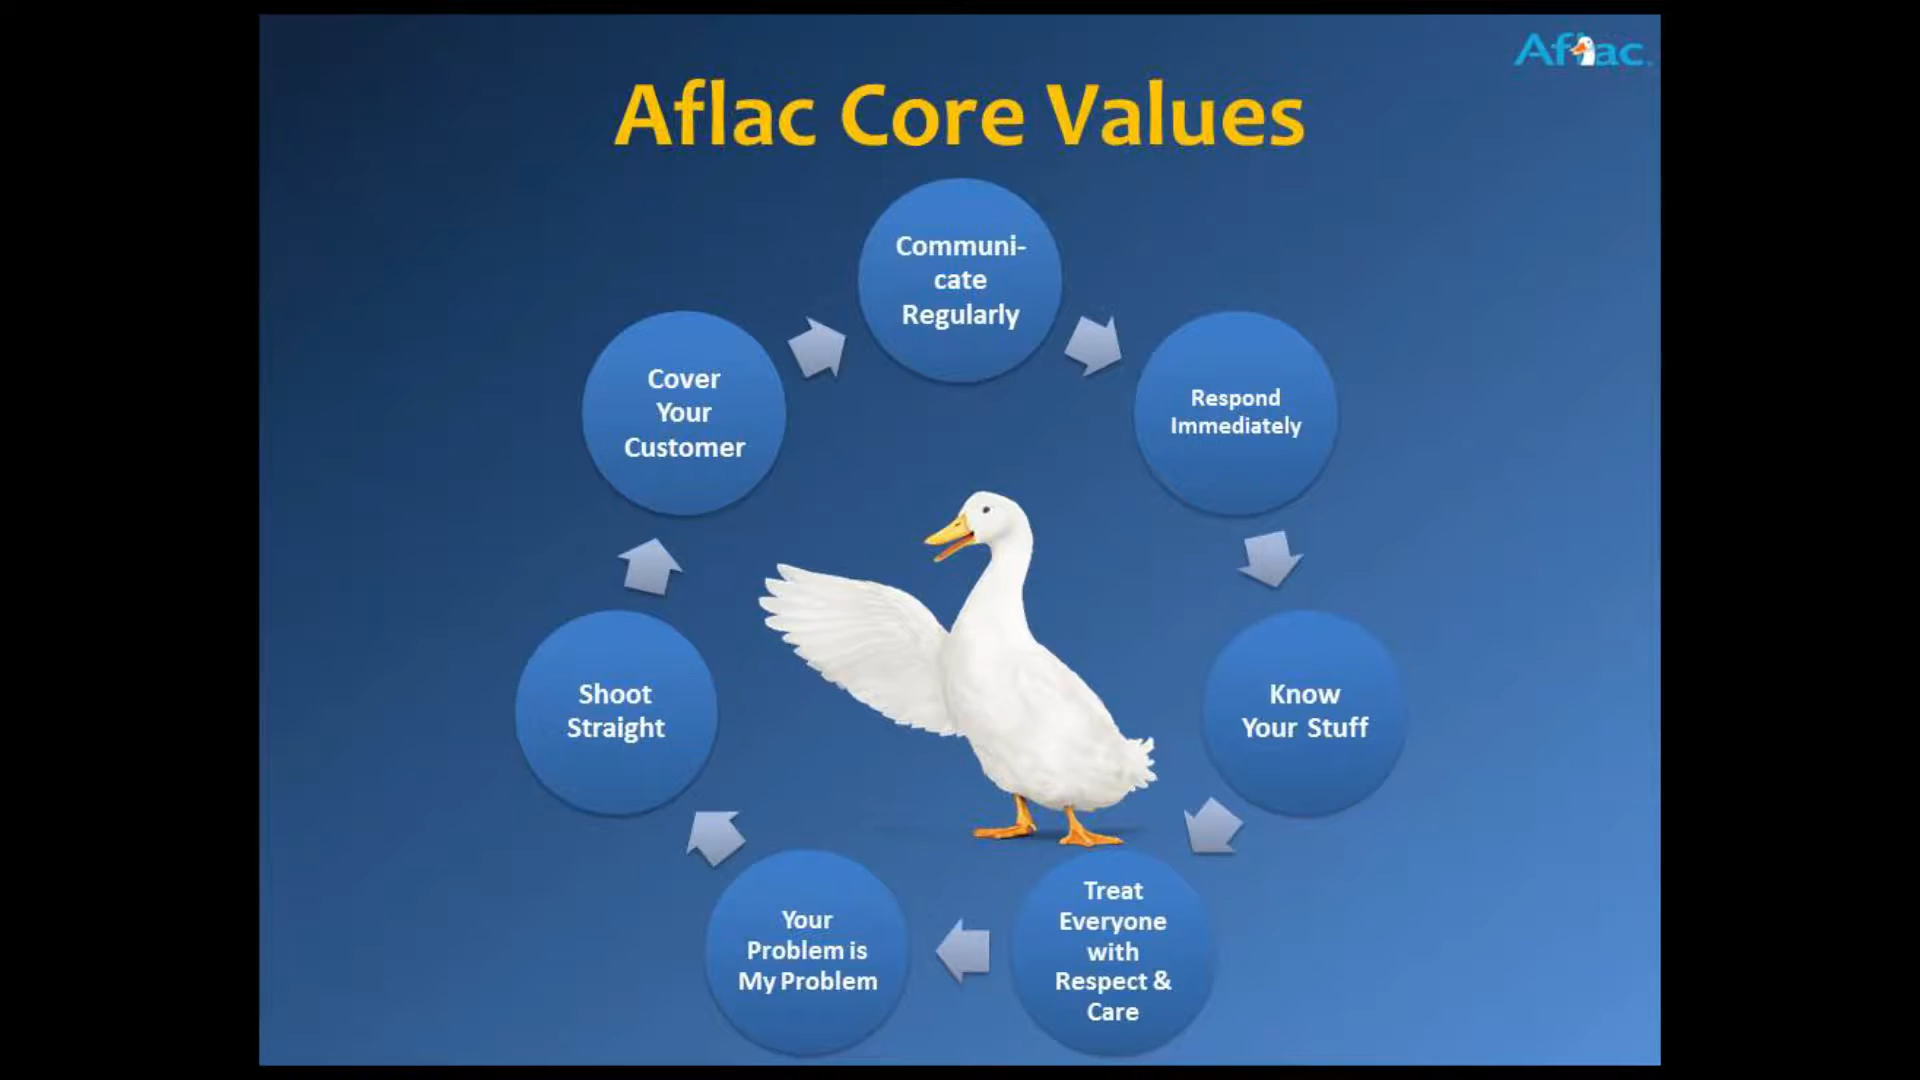 Aflac
Aflac Core Values
Communi-
cate
Regularly
Respond
Immediately
Know
Your Stuff
Treat
Everyone
with
Respect &
Care
Your
Problem is
My Problem
Shoot
Straight
Cover
Your
Customer